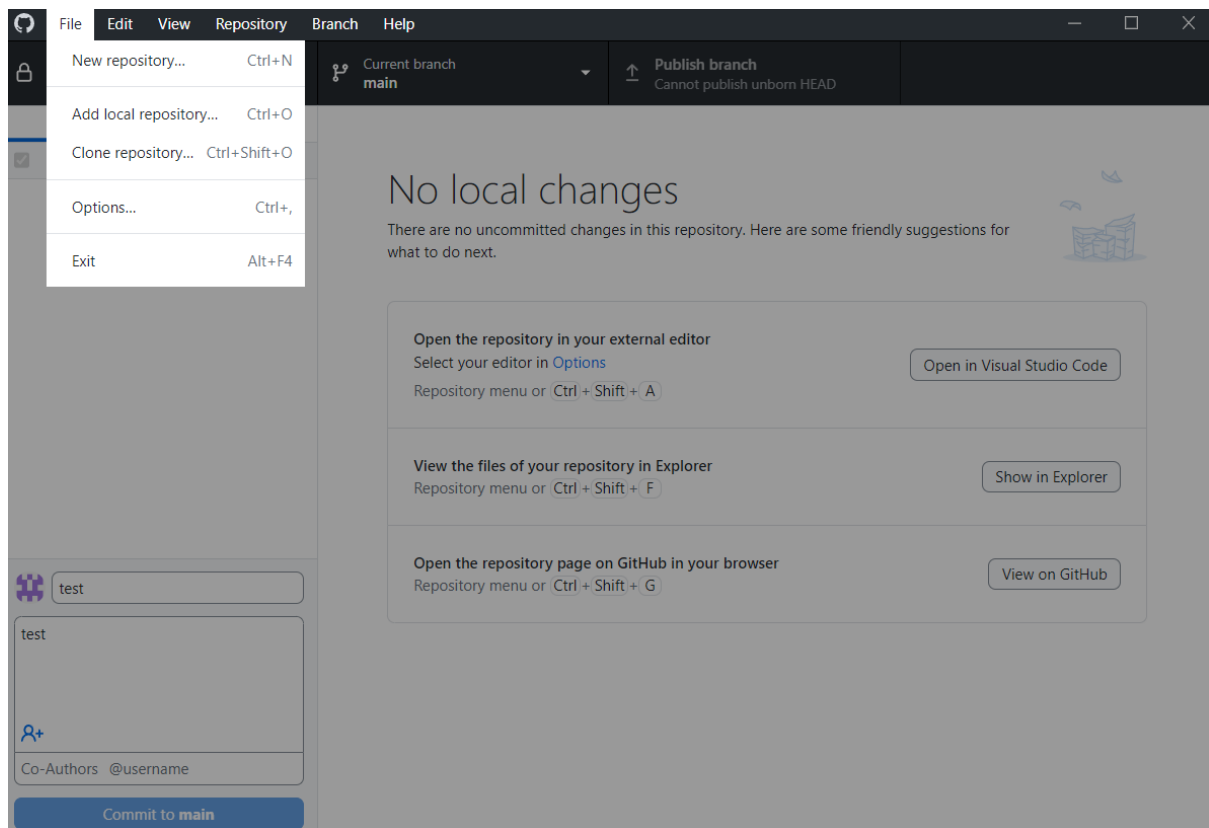 File Edit View Repository Branch Help
New repository... Ctrl+N
Add local repository... Ctrl+O
Clone repository... Ctrl+Shift+O
Options... Ctrl+,
Exit Alt+F4
Current branch
main
Publish branch
Cannot publish unborn HEAD
No local changes
There are no uncommitted changes in this repository. Here are some friendly suggestions for
what to do next.
Open the repository in your external editor
Select your editor in Options
Repository menu or Ctrl + Shift + A
Open in Visual Studio Code
View the files of your repository in Explorer
Repository menu or Ctrl + Shift + F
Show in Explorer
Open the repository page on GitHub in your browser
Repository menu or Ctrl + Shift + G
View on GitHub
test
test
Co-Authors @username
Commit to main